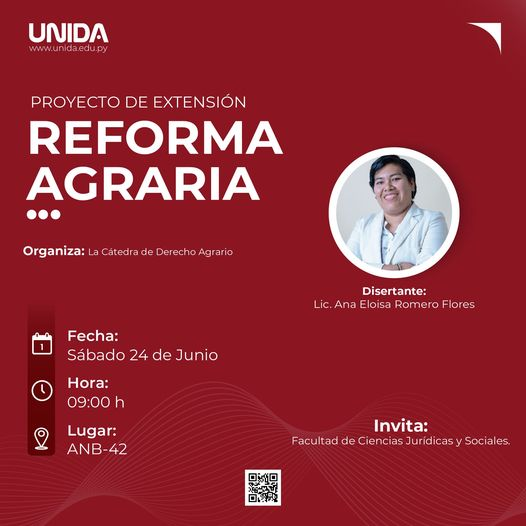 UNIDA
www.unida.edu.py
PROYECTO DE EXTENSIÓN
REFORMA
AGRARIA
Organiza: La Cátedra de Derecho Agrario
Disertante:
Lic. Ana Eloisa Romero Flores
1
Fecha:
Sábado 24 de Junio
Hora:
09:00 h
Lugar:
ANB-42
Invita:
Facultad de Ciencias Jurídicas y Sociales.